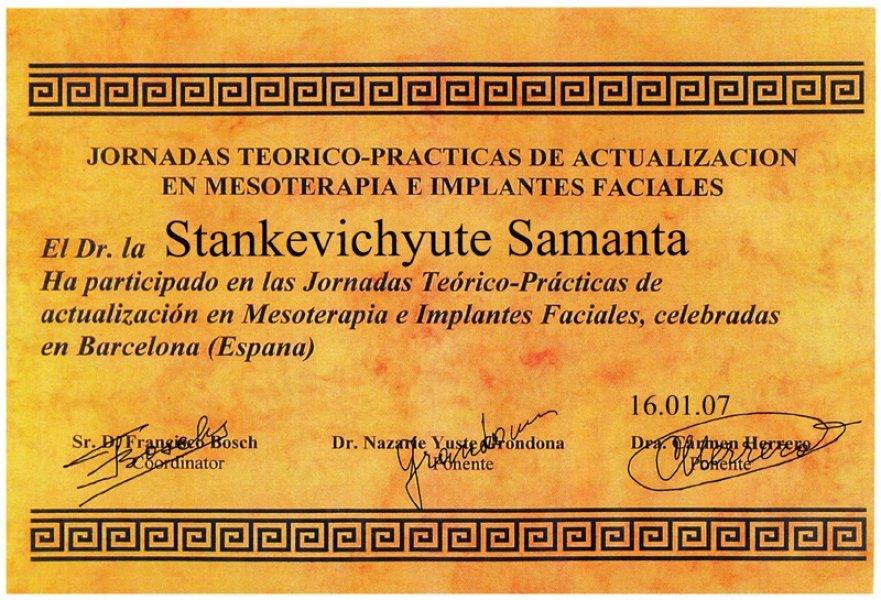 JORNADAS TEORICO-PRACTICAS DE ACTUALIZACION
EN MESOTERAPIA E IMPLANTES FACIALES
El Dr. la Stankevichyute Samanta
Ha participado en las Jornadas Teórico-Prácticas de
actualización en Mesoterapia e Implantes Faciales, celebradas
en Barcelona (Espana)
16.01.07
Sr. D. Francisco Bosch Dr. Nazarie Yuste Grondona Dra. Carmen Herrero
Coordinator Ponente Ponente